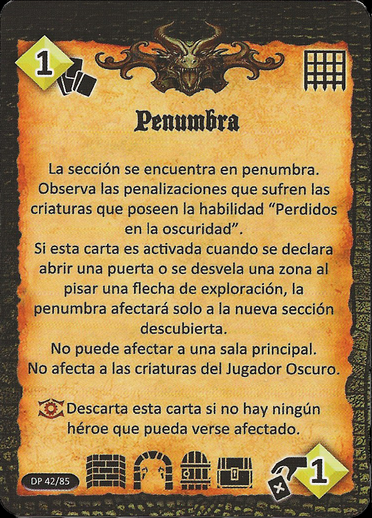 1
Penumbra
La sección se encuentra en penumbra.
Observa las penalizaciones que sufren las
criaturas que poseen la habilidad “Perdidos
en la oscuridad”.
Si esta carta es activada cuando se declara
abrir una puerta o se desvela una zona al
pisar una flecha de exploración, la
penumbra afectará solo a la nueva sección
descubierta.
No puede afectar a una sala principal.
No afecta a las criaturas del Jugador Oscuro.
Descarta esta carta si no hay ningún
héroe que pueda verse afectado.
DP 42/85
1